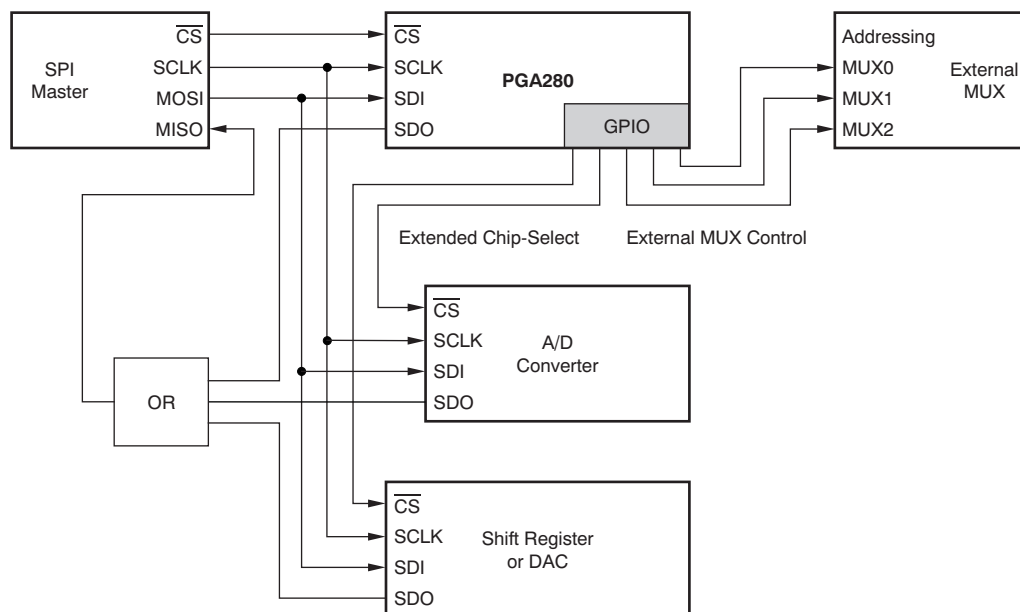 SPI
Master
CS
SCLK
MOSI
MISO
CS
SCLK
SDI
SDO
PGA280
GPIO
Addressing
MUX0
MUX1
MUX2
External
MUX
Extended Chip-Select
External MUX Control
CS
SCLK
SDI
SDO
A/D
Converter
OR
CS
SCLK
SDI
SDO
Shift Register
or DAC